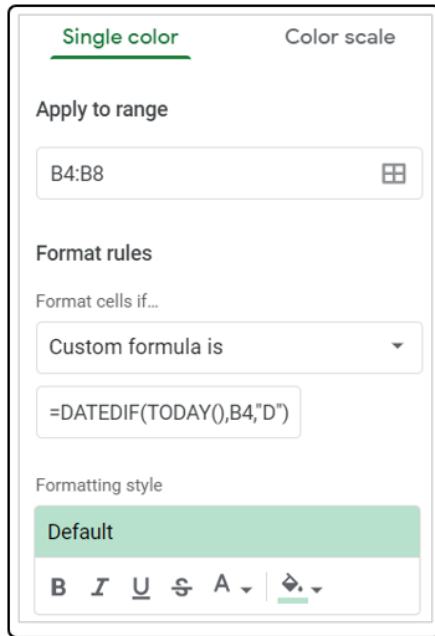 Single color Color scale
Apply to range
B4:B8
Format rules
Format cells if…
Custom formula is
=DATEDIF(TODAY(),B4,"D")
Formatting style
Default
B I U S A